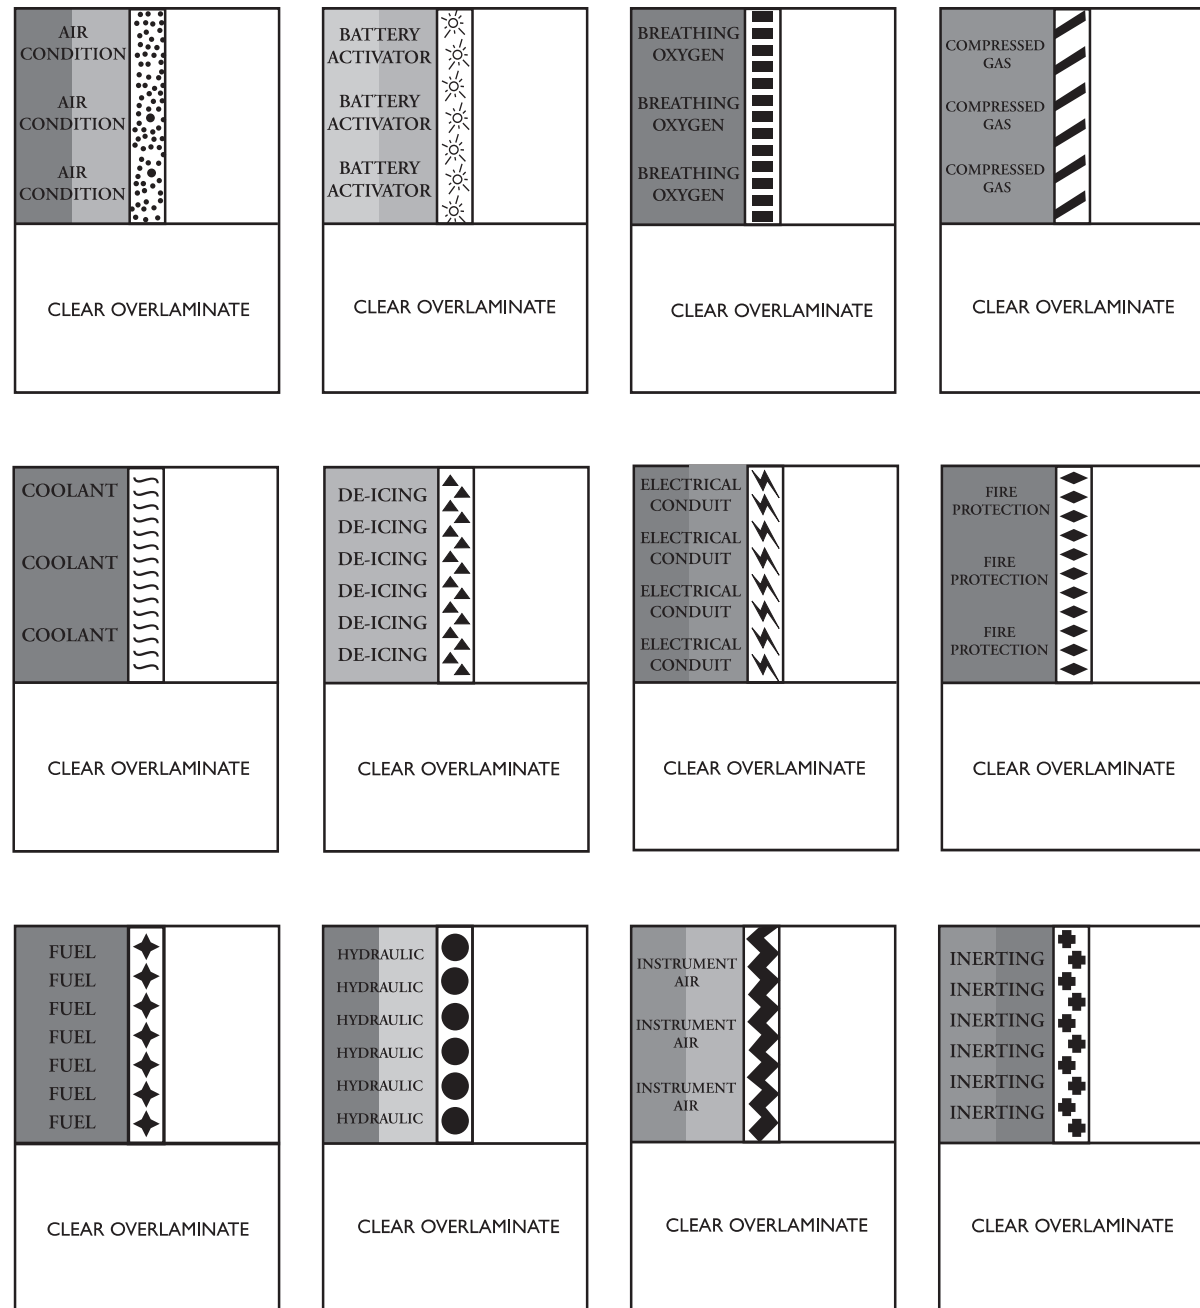 AIR
CONDITION
AIR
CONDITION
AIR
CONDITION
CLEAR OVERLAMINATE
BATTERY
ACTIVATOR
BATTERY
ACTIVATOR
BATTERY
ACTIVATOR
CLEAR OVERLAMINATE
BREATHING
OXYGEN
BREATHING
OXYGEN
BREATHING
OXYGEN
CLEAR OVERLAMINATE
COMPRESSED
GAS
COMPRESSED
GAS
COMPRESSED
GAS
CLEAR OVERLAMINATE
COOLANT
COOLANT
COOLANT
CLEAR OVERLAMINATE
DE-ICING
DE-ICING
DE-ICING
DE-ICING
DE-ICING
DE-ICING
CLEAR OVERLAMINATE
ELECTRICAL
CONDUIT
ELECTRICAL
CONDUIT
ELECTRICAL
CONDUIT
ELECTRICAL
CONDUIT
CLEAR OVERLAMINATE
FIRE
PROTECTION
FIRE
PROTECTION
FIRE
PROTECTION
CLEAR OVERLAMINATE
FUEL
FUEL
FUEL
FUEL
FUEL
FUEL
FUEL
CLEAR OVERLAMINATE
HYDRAULIC
HYDRAULIC
HYDRAULIC
HYDRAULIC
HYDRAULIC
HYDRAULIC
CLEAR OVERLAMINATE
INSTRUMENT
AIR
INSTRUMENT
AIR
INSTRUMENT
AIR
CLEAR OVERLAMINATE
INERTING
INERTING
INERTING
INERTING
INERTING
INERTING
CLEAR OVERLAMINATE